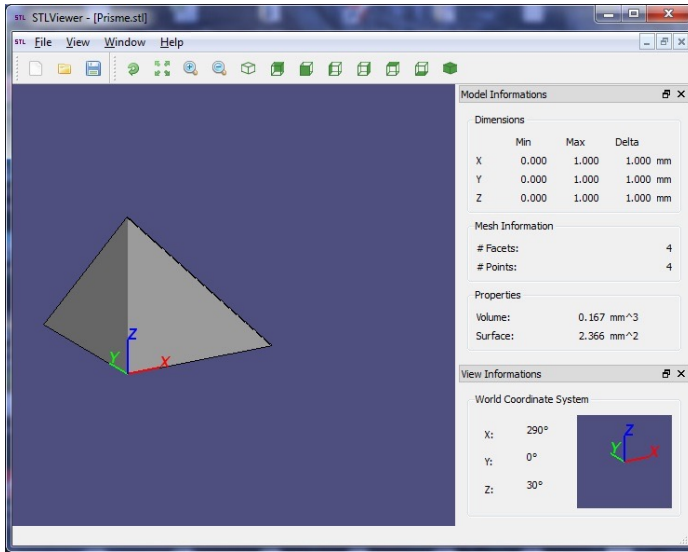 STL STLViewer - [Prisme.stl]
STL File View Window Help
Model Informations
Dimensions
Min Max Delta
X 0.000 1.000 1.000 mm
Y 0.000 1.000 1.000 mm
Z 0.000 1.000 1.000 mm
Mesh Information
# Facets: 4
# Points: 4
Properties
Volume: 0.167 mm^3
Surface: 2.366 mm^2
Z
Y X
View Informations
World Coordinate System
X: 290°
Y: 0°
Z: 30°
Z
Y X